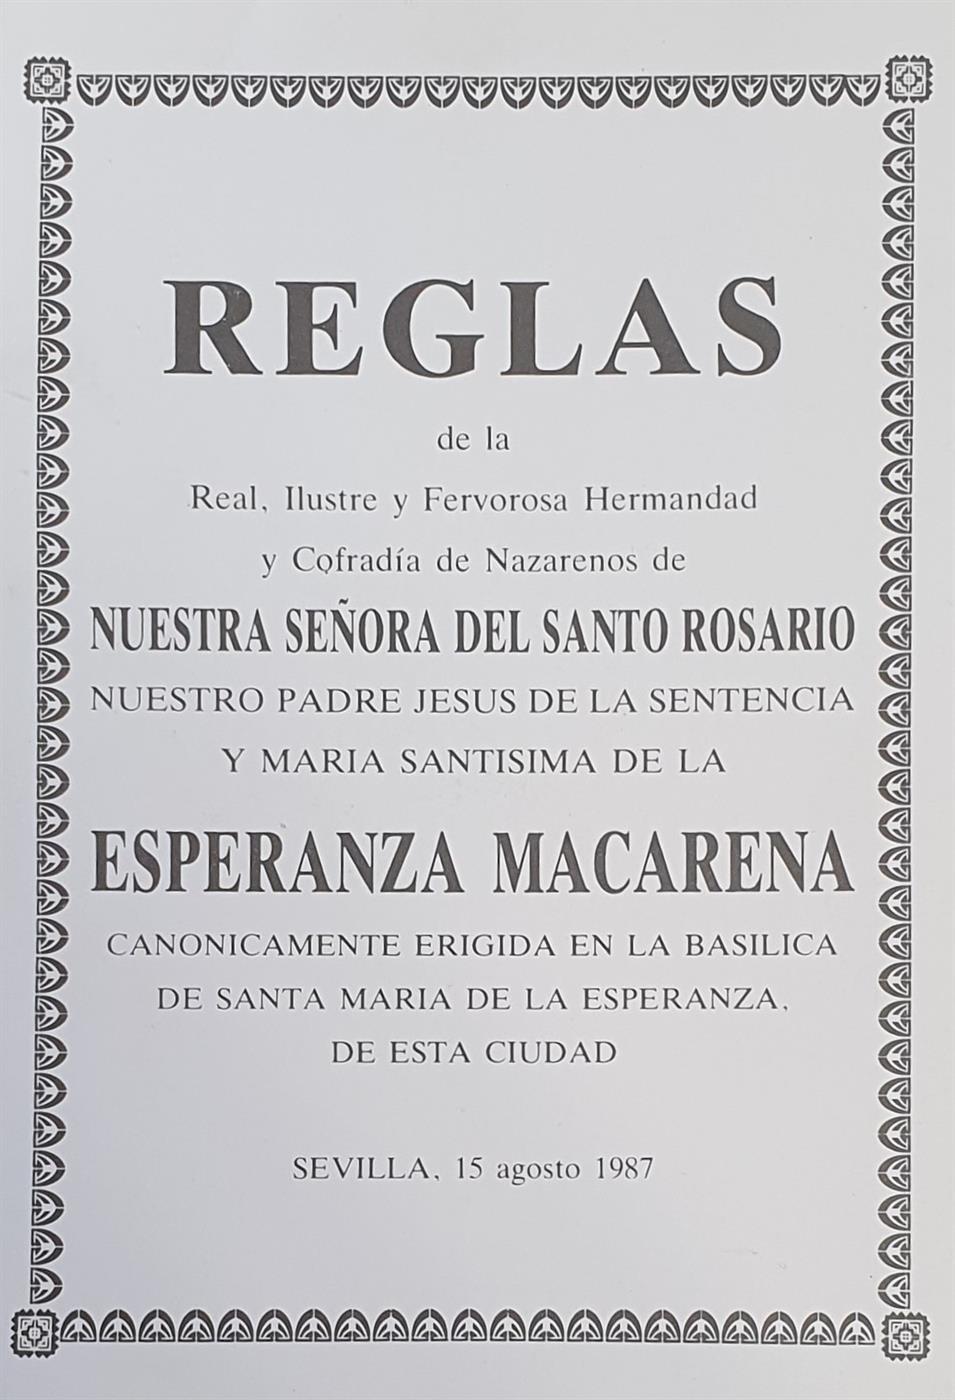 REGLAS
de la
Real, Ilustre y Fervorosa Hermandad
y Cofradía de Nazarenos de
NUESTRA SEÑORA DEL SANTO ROSARIO
NUESTRO PADRE JESUS DE LA SENTENCIA
Y MARIA SANTISIMA DE LA
ESPERANZA MACARENA
CANONICAMENTE ERIGIDA EN LA BASILICA
DE SANTA MARIA DE LA ESPERANZA,
DE ESTA CIUDAD
SEVILLA, 15 agosto 1987